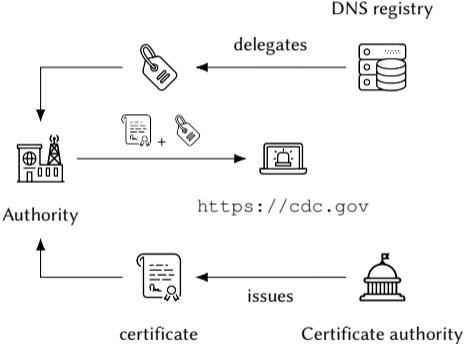 DNS registry
delegates
+
Authority
https://cdc.gov
issues
certificate
Certificate authority